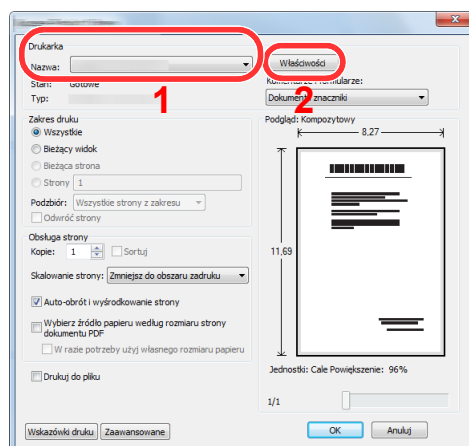 Drukarka
Nazwa:
Właściwości
Stan: Gotowe
Komentarze i formularze:
Typ:
Dokument i znaczniki
1
2
Zakres druku
Wszystkie
Bieżący widok
Bieżąca strona
Strony 1
Podzbiór: Wszystkie strony z zakresu
Odwróć strony
Obsługa strony
Kopie: 1 Sortuj
Skalowanie strony: Zmniejsz do obszaru zadruku
Auto-obrót i wyśrodkowanie strony
Wybierz źródło papieru według rozmiaru strony
dokumentu PDF
W razie potrzeby użyj własnego rozmiaru papieru
Drukuj do pliku
Podgląd: Kompozytowy
8,27
11,69
Jednostki: Cale Powiększenie: 96%
1/1
Wskazówki druku Zaawansowane
OK Anuluj